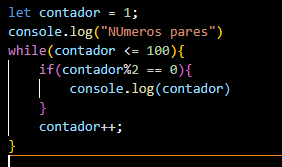 let contador = 1;
console.log("NUmeros pares")
while(contador <= 100){
    if(contador%2 == 0){
        console.log(contador)
    }
    contador++;
}